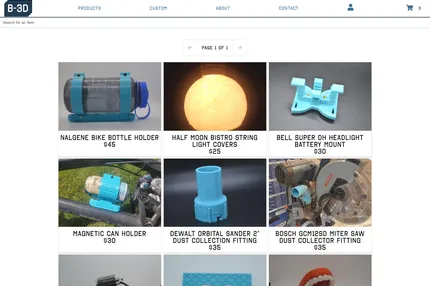 B-3D
PRODUCTS
CUSTOM
ABOUT
CONTACT
0
Search for an item
PAGE 1 OF 1
NALGENE BIKE BOTTLE HOLDER
$45
HALF MOON BISTRO STRING
LIGHT COVERS
$25
BELL SUPER DH HEADLIGHT
BATTERY MOUNT
$30
MAGNETIC CAN HOLDER
$30
DEWALT ORBITAL SANDER 2"
DUST COLLECTION FITTING
$35
BOSCH GCM12SD MITER SAW
DUST COLLECTOR FITTING
$35